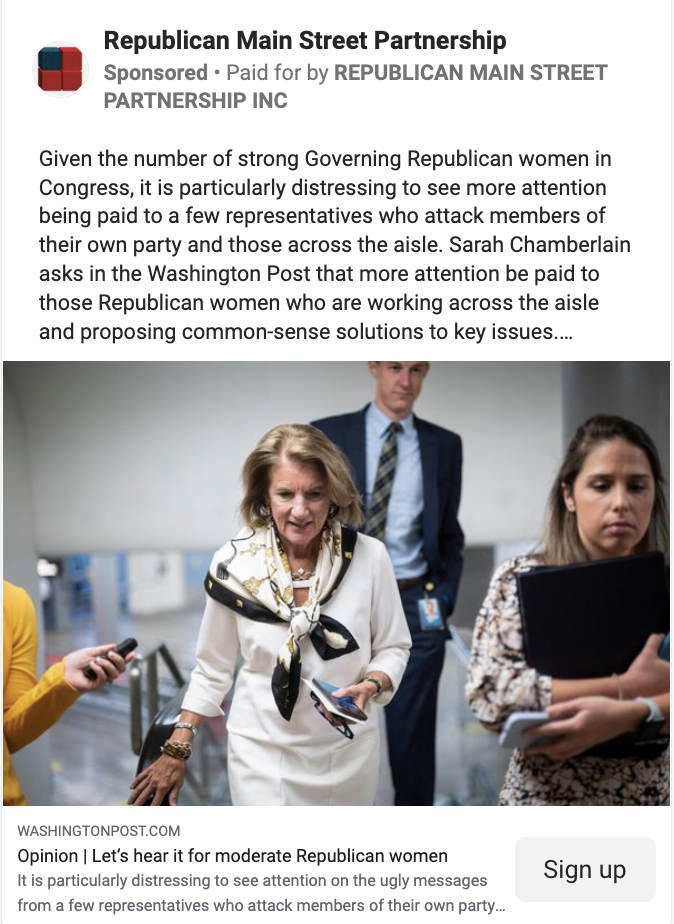 Republican Main Street Partnership
Sponsored • Paid for by REPUBLICAN MAIN STREET
PARTNERSHIP INC
Given the number of strong Governing Republican women in
Congress, it is particularly distressing to see more attention
being paid to a few representatives who attack members of
their own party and those across the aisle. Sarah Chamberlain
asks in the Washington Post that more attention be paid to
those Republican women who are working across the aisle
and proposing common-sense solutions to key issues.…
WASHINGTONPOST.COM
Opinion | Let’s hear it for moderate Republican women
It is particularly distressing to see attention on the ugly messages
from a few representatives who attack members of their own party…
Sign up